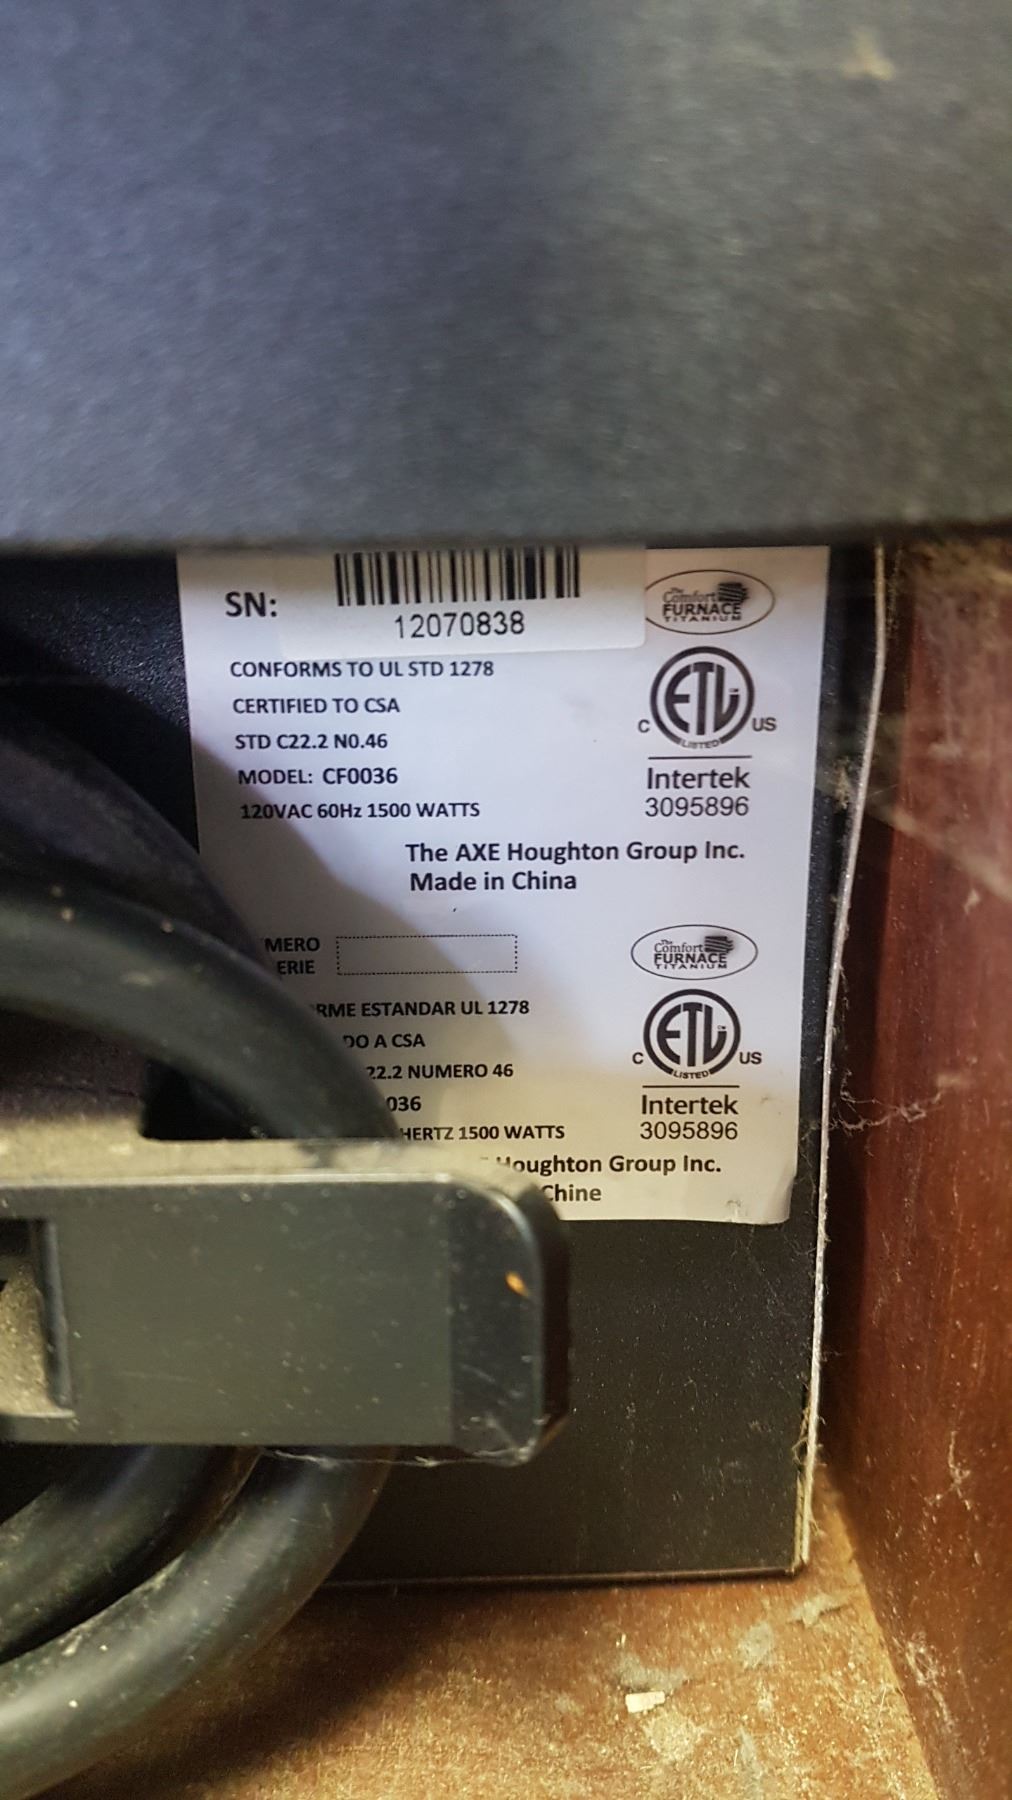 SN:
12070838
The Comfort
FURNACE
TITANIUM
CONFORMS TO UL STD 1278
CERTIFIED TO CSA
STD C22.2 N0.46
MODEL: CF0036
120VAC 60Hz 1500 WATTS
ETL
C US
LISTED
Intertek
3095896
The AXE Houghton Group Inc.
Made in China
MERO
ERIE
The Comfort
FURNACE
TITANIUM
RME ESTANDAR UL 1278
DO A CSA
22.2 NUMERO 46
036
HERTZ 1500 WATTS
ETL
C US
LISTED
Intertek
3095896
Houghton Group Inc.
Chine